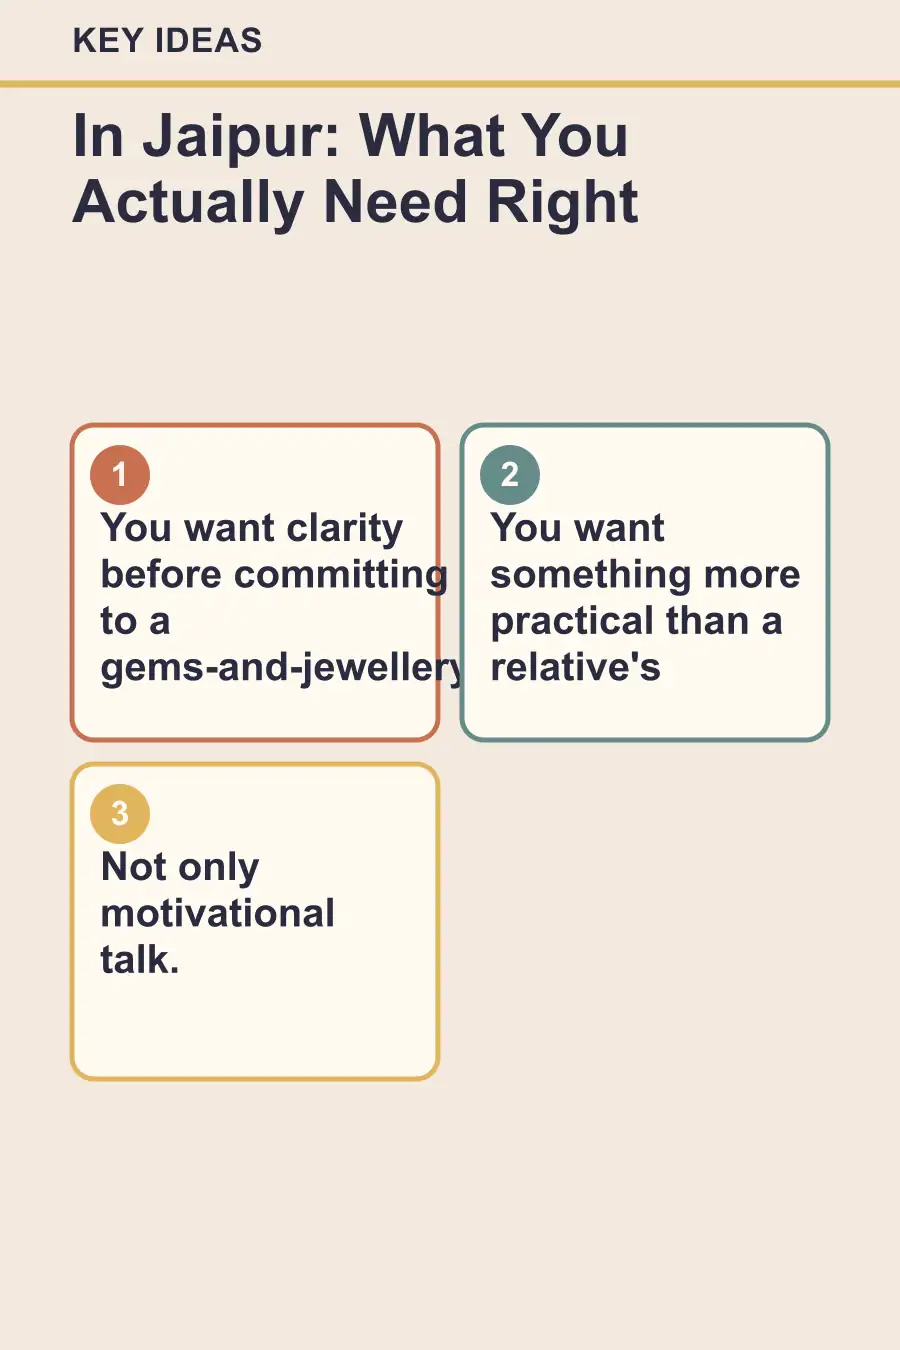 KEY IDEAS
In Jaipur: What You
Actually Need Right
1
You want clarity
before committing
to a
gems-and-jewellery
2
You want
something more
practical than a
relative's
3
Not only
motivational
talk.